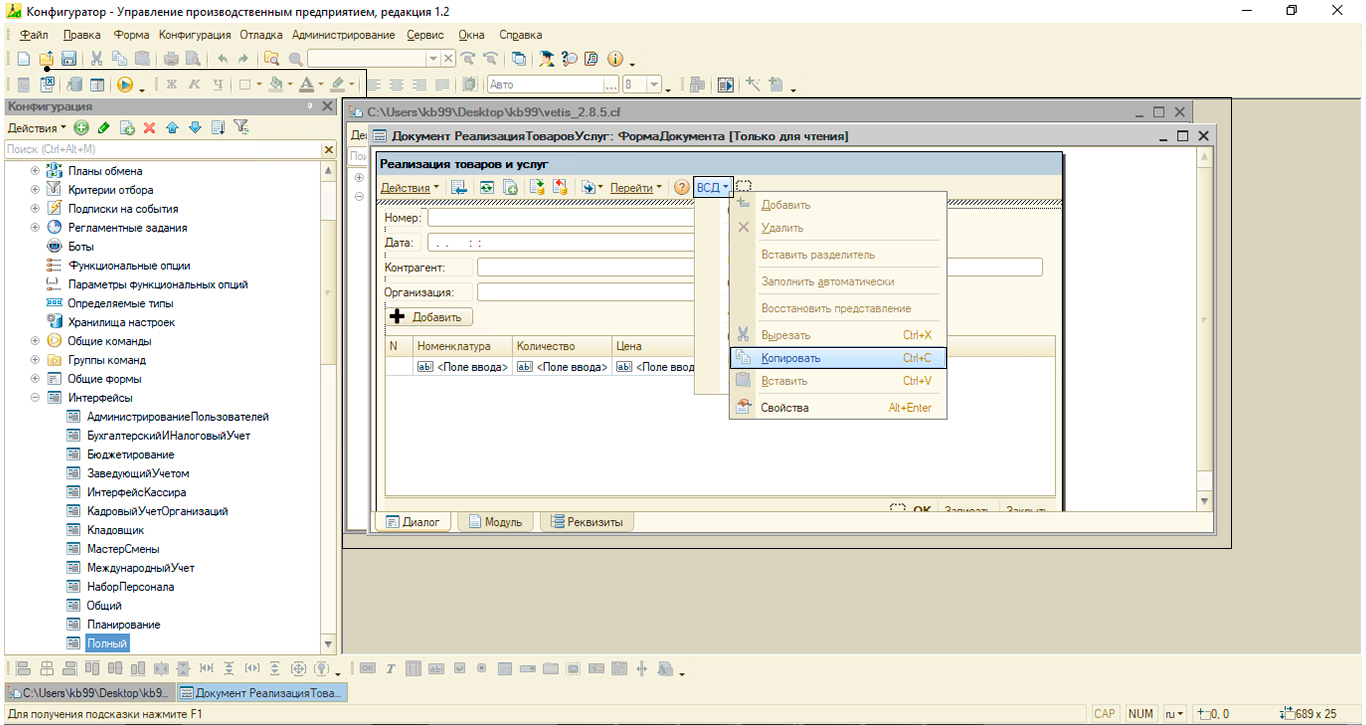 Конфигуратор - Управление производственным предприятием, редакция 1.2
Файл Правка Форма Конфигурация Отладка Администрирование Сервис Окна Справка
Ж К Ч Авто 8
Конфигурация
Действия
Поиск (Ctrl+Alt+M)
Планы обмена
Критерии отбора
Подписки на события
Регламентные задания
Боты
Функциональные опции
Параметры функциональных опций
Определяемые типы
Хранилища настроек
Общие команды
Группы команд
Общие формы
Интерфейсы
АдминистрированиеПользователей
БухгалтерскийИНалоговыйУчет
Бюджетирование
ЗаведующийУчетом
ИнтерфейсКассира
КадровыйУчетОрганизаций
Кладовщик
МастерСмены
МеждународныйУчет
НаборПерсонала
Общий
Планирование
Полный
C:\Users\kb99\Desktop\kb99\vetis_2.8.5.cf
Документ РеализацияТоваровУслуг: ФормаДокумента [Только для чтения]
Реализация товаров и услуг
Действия Перейти ВСД
Номер:
Дата: . . : :
Контрагент:
Организация:
Добавить
N Номенклатура Количество Цена
<Поле ввода> <Поле ввода> <Поле ввод
Добавить
Удалить
Вставить разделитель
Заполнить автоматически
Восстановить представление
Вырезать Ctrl+X
Копировать Ctrl+C
Вставить Ctrl+V
Свойства Alt+Enter
OK Записать Закрыть
Диалог Модуль Реквизиты
C:\Users\kb99\Desktop\kb9... Документ РеализацияТова...
Для получения подсказки нажмите F1 CAP NUM ru 0, 0 689 x 25